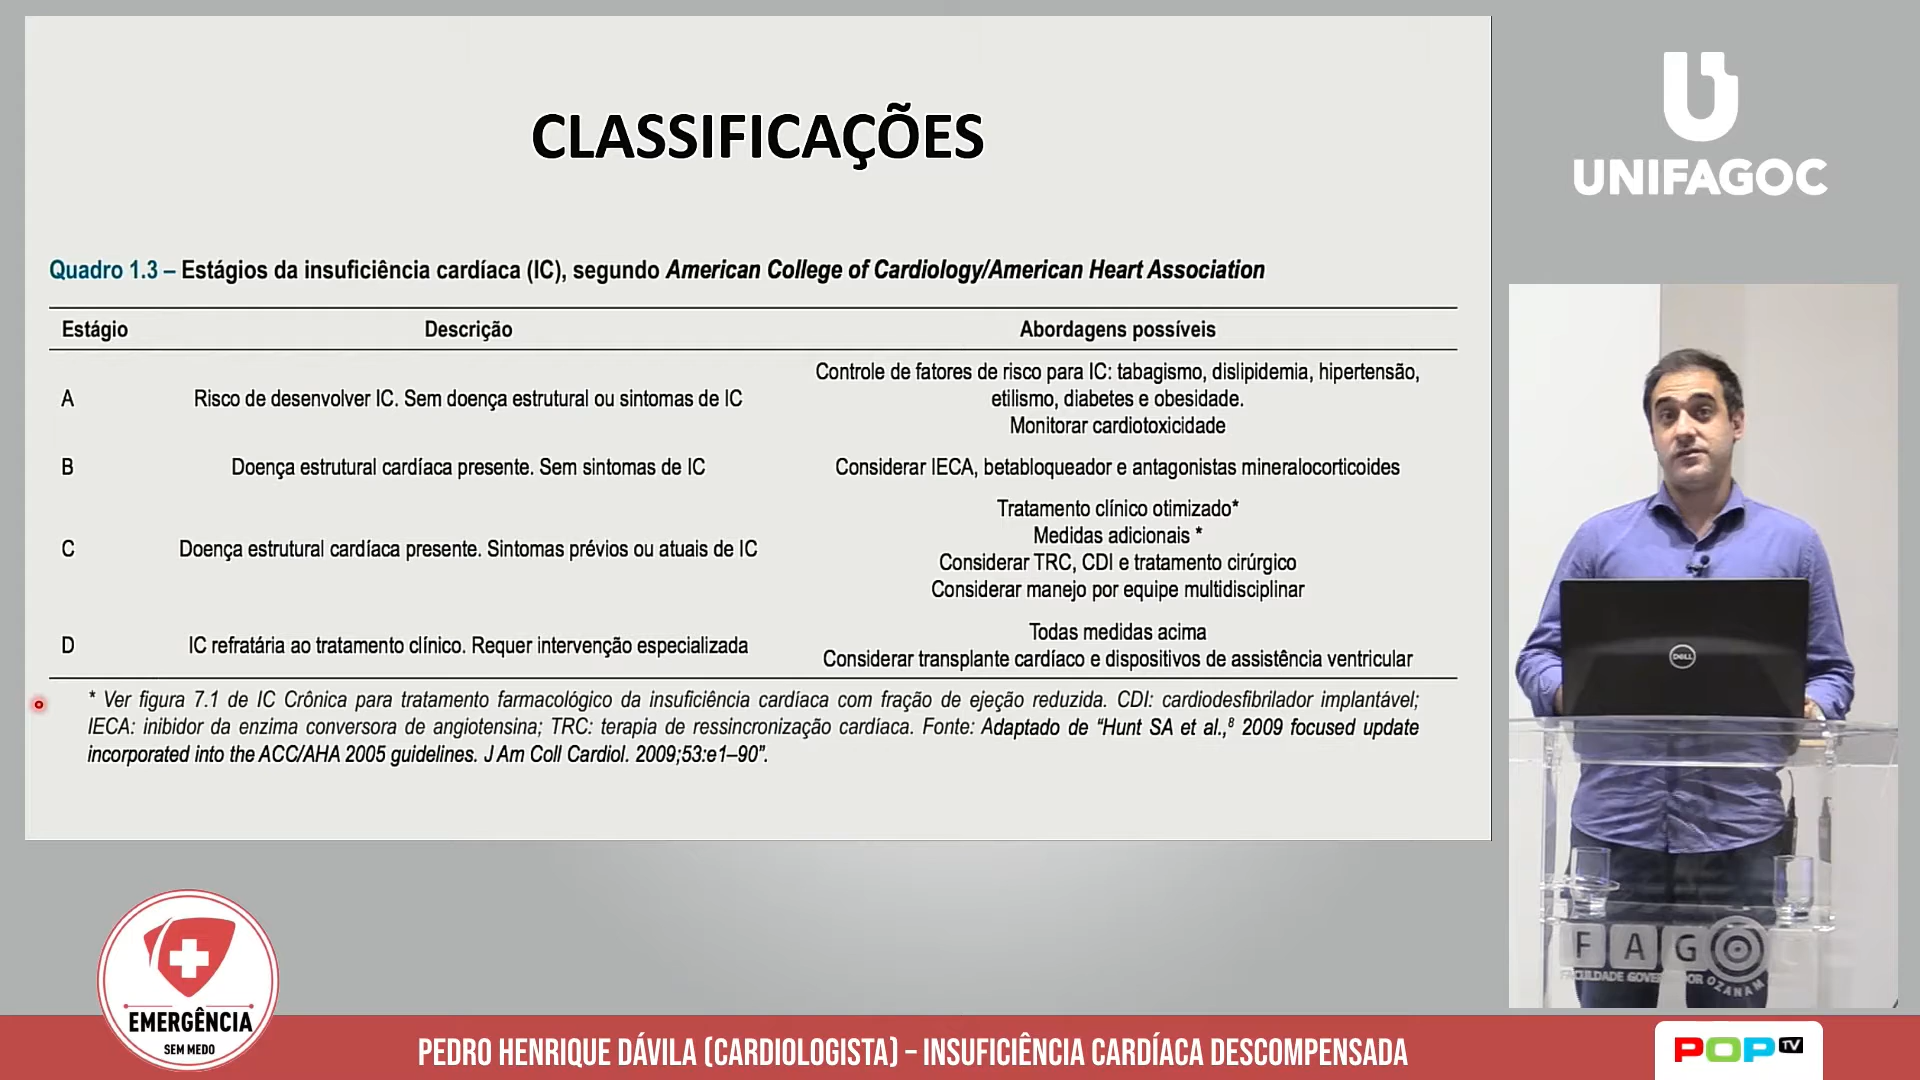 CLASSIFICAÇÕES
UNIFAGOC
Quadro 1.3 – Estágios da insuficiência cardíaca (IC), segundo American College of Cardiology/American Heart Association
Estágio Descrição Abordagens possíveis
A Risco de desenvolver IC. Sem doença estrutural ou sintomas de IC Controle de fatores de risco para IC: tabagismo, dislipidemia, hipertensão,
etilismo, diabetes e obesidade.
Monitorar cardiotoxicidade
B Doença estrutural cardíaca presente. Sem sintomas de IC Considerar IECA, betabloqueador e antagonistas mineralocorticoides
C Doença estrutural cardíaca presente. Sintomas prévios ou atuais de IC Tratamento clínico otimizado*
Medidas adicionais *
Considerar TRC, CDI e tratamento cirúrgico
Considerar manejo por equipe multidisciplinar
D IC refratária ao tratamento clínico. Requer intervenção especializada Todas medidas acima
Considerar transplante cardíaco e dispositivos de assistência ventricular
* Ver figura 7.1 de IC Crônica para tratamento farmacológico da insuficiência cardíaca com fração de ejeção reduzida. CDI: cardiodesfibrilador implantável;
IECA: inibidor da enzima conversora de angiotensina; TRC: terapia de ressincronização cardíaca. Fonte: Adaptado de “Hunt SA et al.,⁸ 2009 focused update
incorporated into the ACC/AHA 2005 guidelines. J Am Coll Cardiol. 2009;53:e1–90”.
DELL
FAGO
OZANAM
EMERGÊNCIA
SEM MEDO
PEDRO HENRIQUE DÁVILA (CARDIOLOGISTA) – INSUFICIÊNCIA CARDÍACA DESCOMPENSADA
POP TV